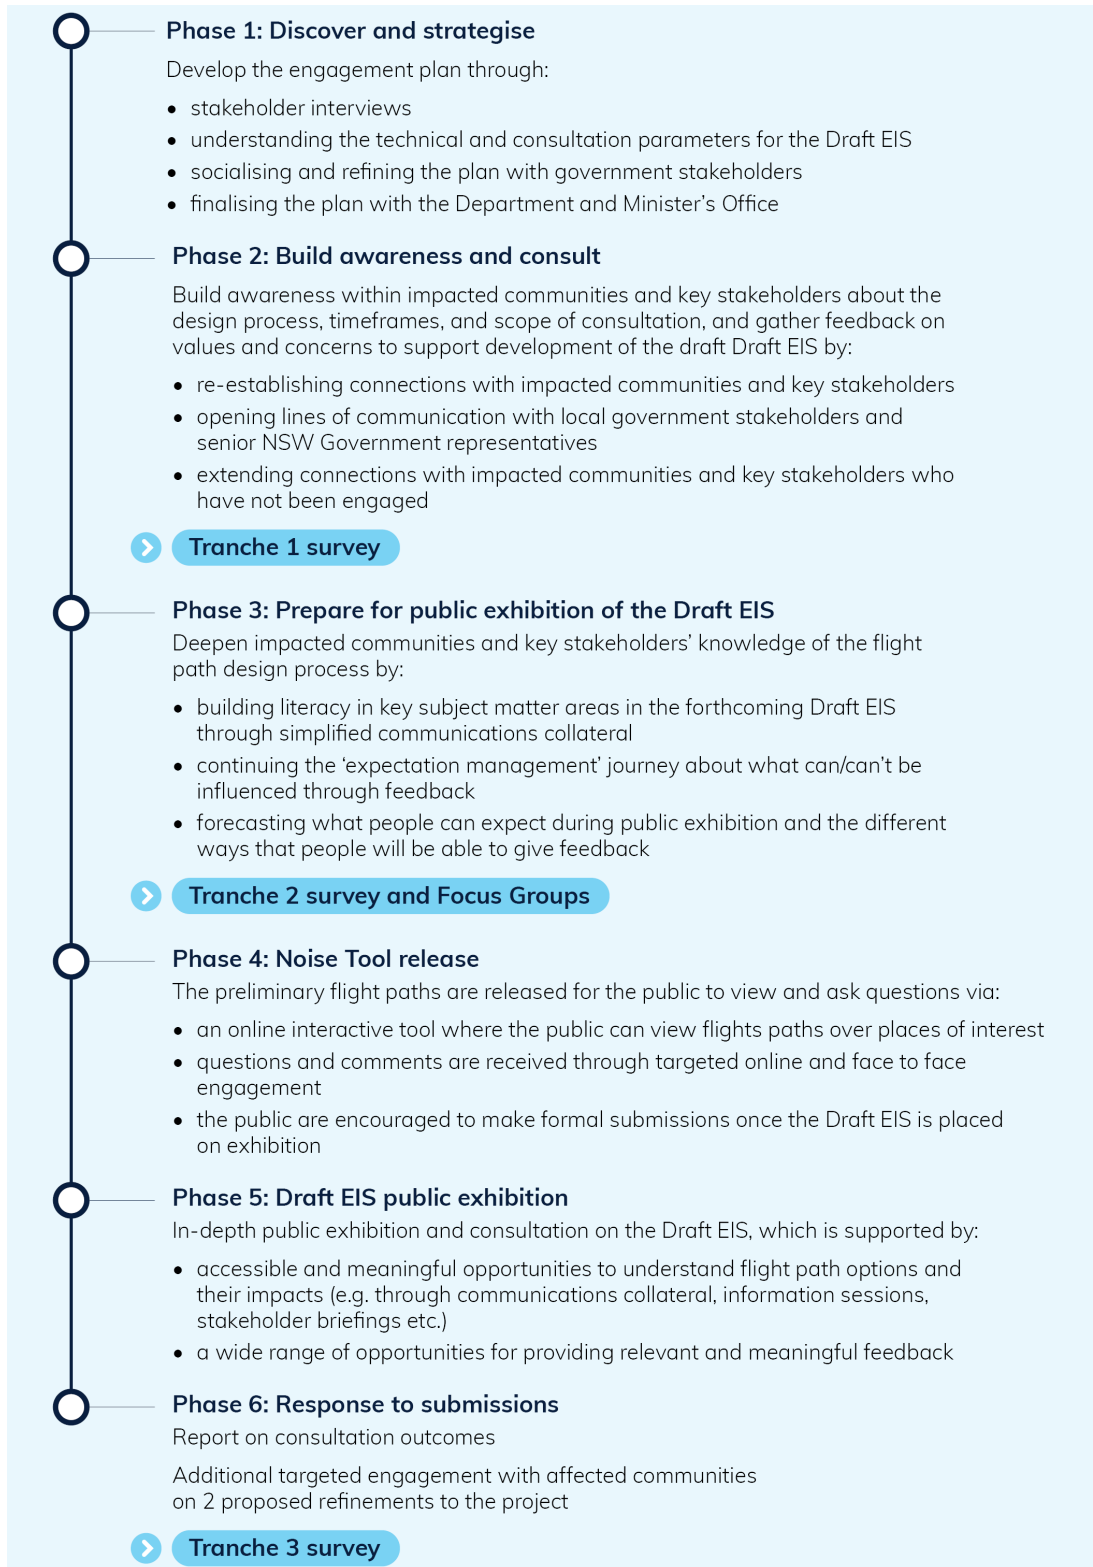 Phase 1: Discover and strategise
Develop the engagement plan through:
• stakeholder interviews
• understanding the technical and consultation parameters for the Draft EIS
• socialising and refining the plan with government stakeholders
• finalising the plan with the Department and Minister’s Office
Phase 2: Build awareness and consult
Build awareness within impacted communities and key stakeholders about the
design process, timeframes, and scope of consultation, and gather feedback on
values and concerns to support development of the draft Draft EIS by:
• re-establishing connections with impacted communities and key stakeholders
• opening lines of communication with local government stakeholders and
senior NSW Government representatives
• extending connections with impacted communities and key stakeholders who
have not been engaged
Tranche 1 survey
Phase 3: Prepare for public exhibition of the Draft EIS
Deepen impacted communities and key stakeholders’ knowledge of the flight
path design process by:
• building literacy in key subject matter areas in the forthcoming Draft EIS
through simplified communications collateral
• continuing the ‘expectation management’ journey about what can/can’t be
influenced through feedback
• forecasting what people can expect during public exhibition and the different
ways that people will be able to give feedback
Tranche 2 survey and Focus Groups
Phase 4: Noise Tool release
The preliminary flight paths are released for the public to view and ask questions via:
• an online interactive tool where the public can view flights paths over places of interest
• questions and comments are received through targeted online and face to face
engagement
• the public are encouraged to make formal submissions once the Draft EIS is placed
on exhibition
Phase 5: Draft EIS public exhibition
In-depth public exhibition and consultation on the Draft EIS, which is supported by:
• accessible and meaningful opportunities to understand flight path options and
their impacts (e.g. through communications collateral, information sessions,
stakeholder briefings etc.)
• a wide range of opportunities for providing relevant and meaningful feedback
Phase 6: Response to submissions
Report on consultation outcomes
Additional targeted engagement with affected communities
on 2 proposed refinements to the project
Tranche 3 survey